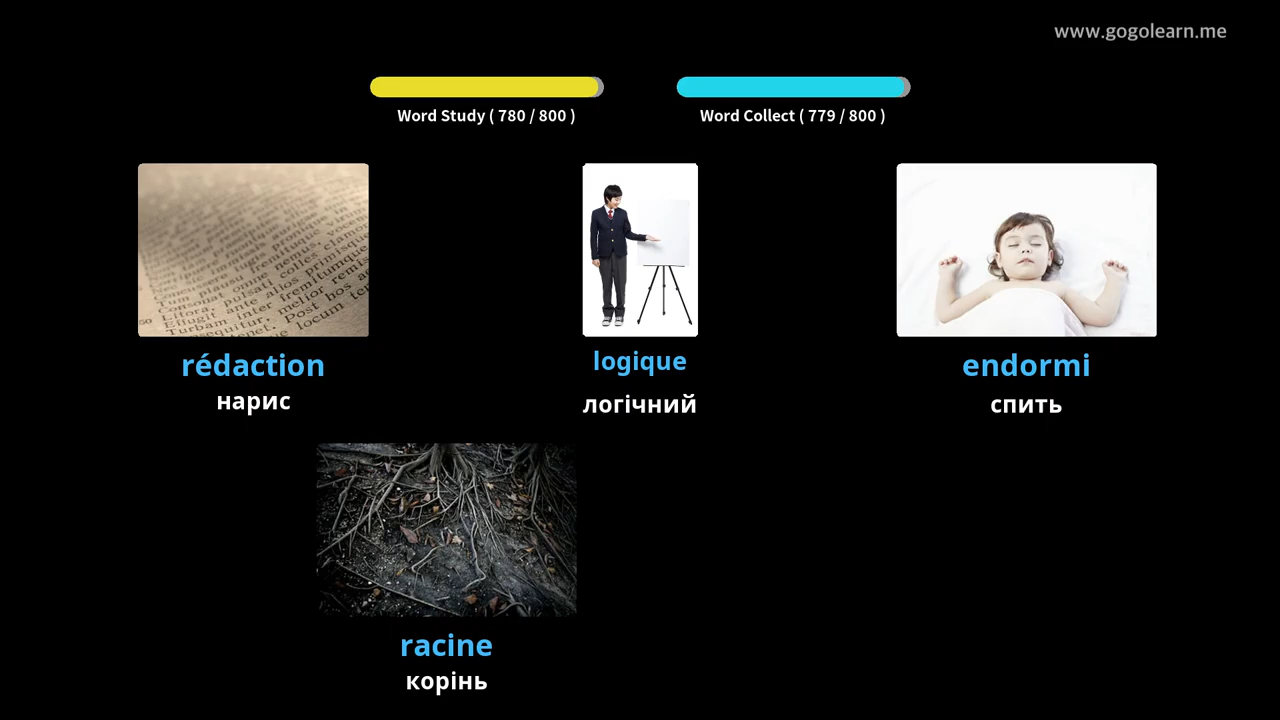 www.gogolearn.me
Word Study ( 780 / 800 )
Word Collect ( 779 / 800 )
rédaction
нарис
logique
логічний
endormi
спить
racine
корінь